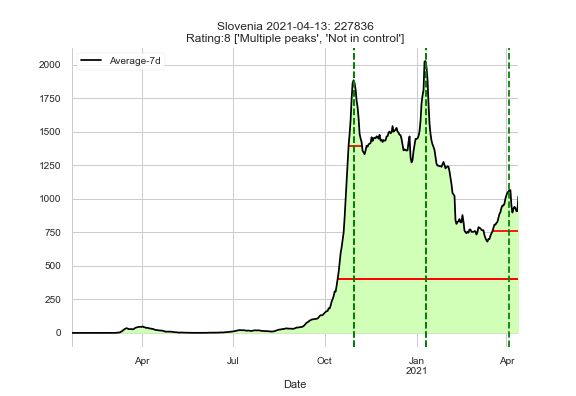 Slovenia 2021-04-13: 227836
Rating:8 ['Multiple peaks', 'Not in control']
Average-7d
2000
1750
1500
1250
1000
750
500
250
0
Apr
Jul
Oct
Jan
2021
Apr
Date